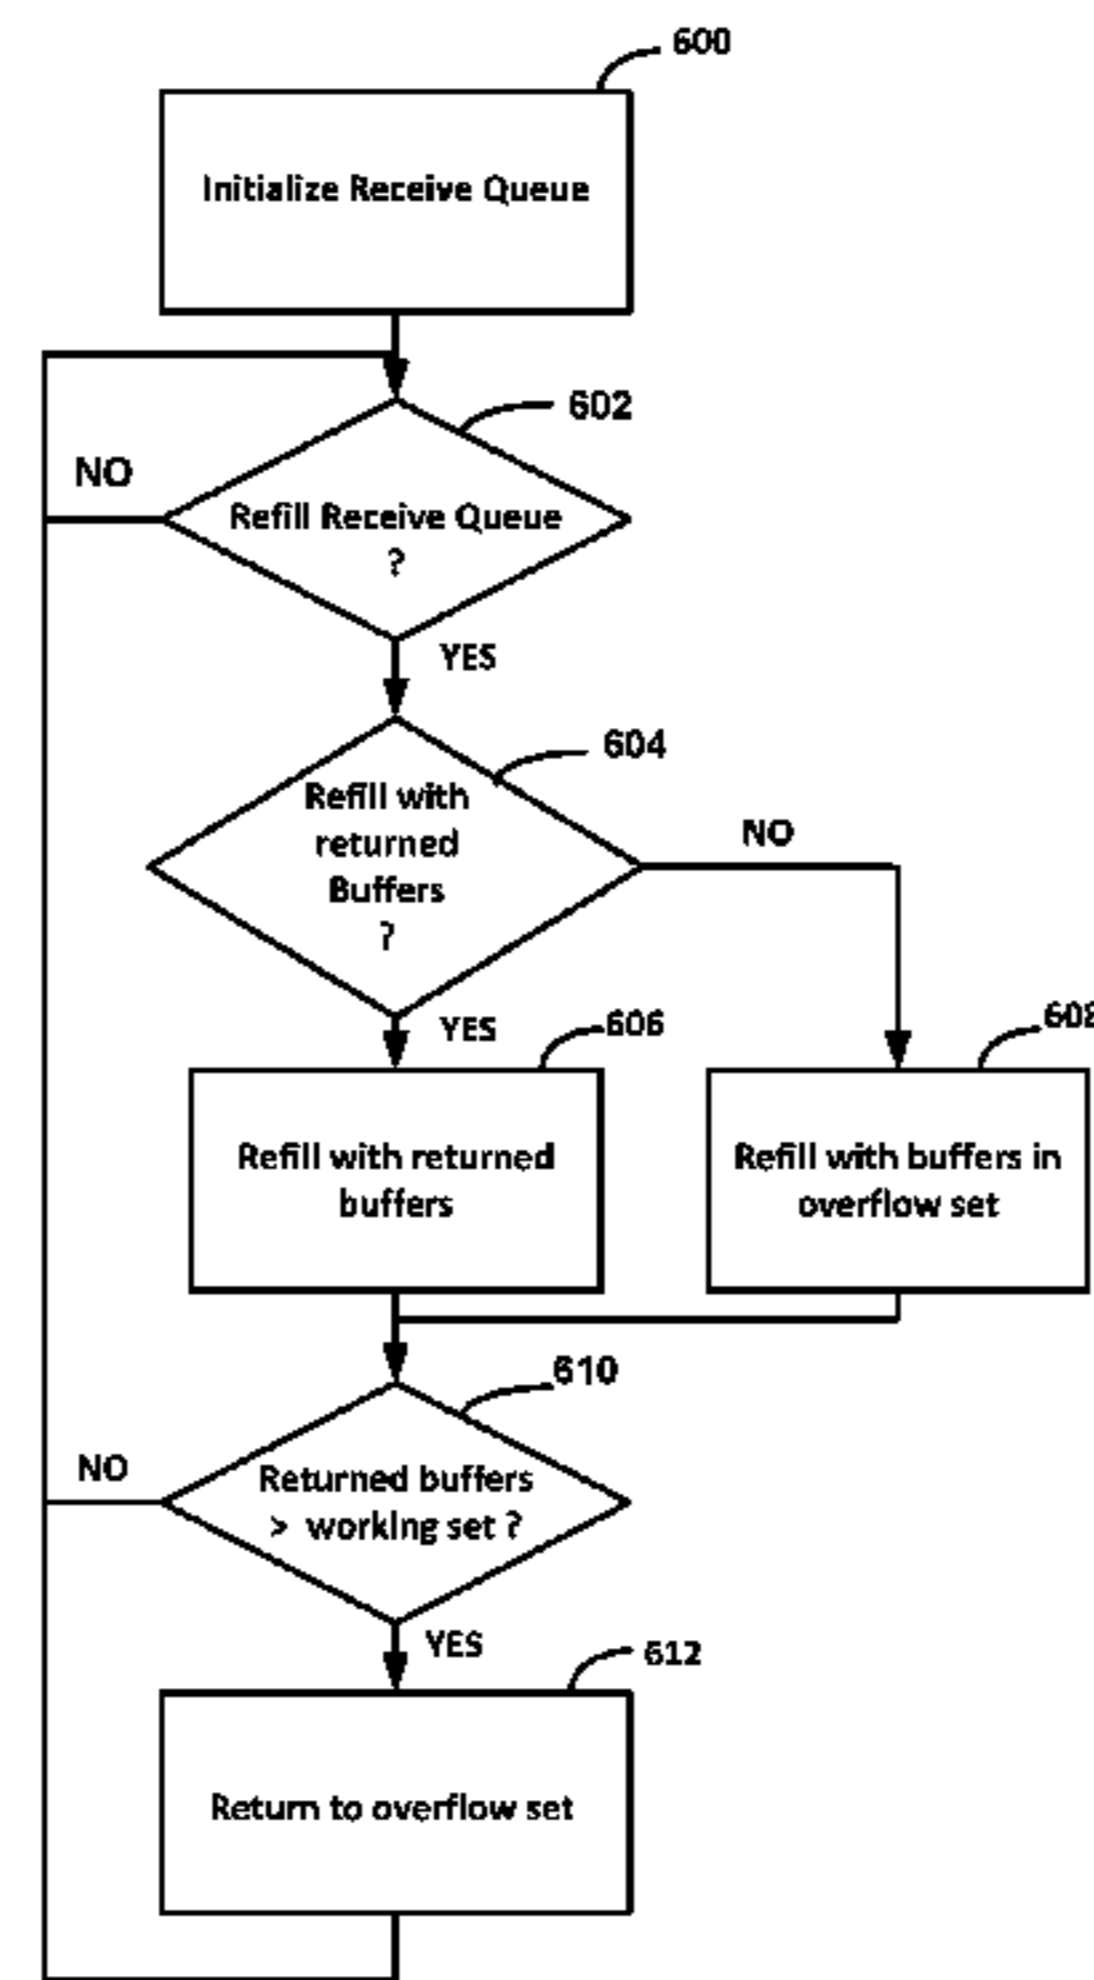 600
Initialize Receive Queue
602
NO
Refill Receive Queue
?
YES
604
Refill with
returned
Buffers
?
NO
YES
606
608
Refill with returned
buffers
Refill with buffers in
overflow set
610
NO
Returned buffers
> working set ?
YES
612
Return to overflow set